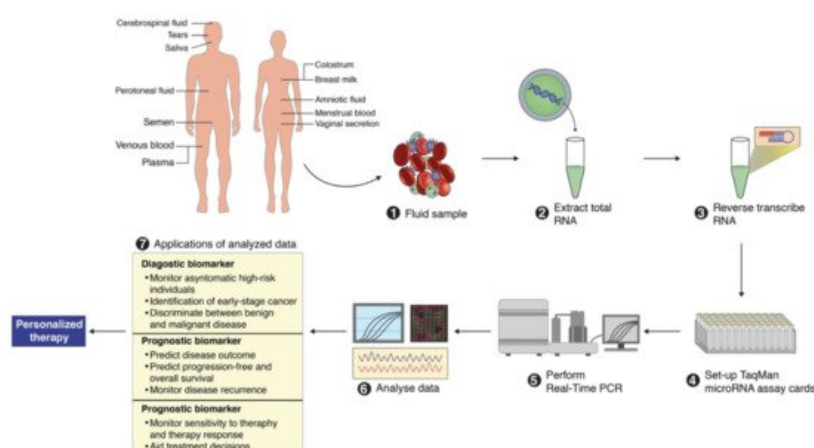 Cerebrospinal fluid
Tears
Saliva
Perotoneal fluid
Semen
Venous blood
Plasma
Colostrum
Breast milk
Amniotic fluid
Menstrual blood
Vaginal secretion
1 Fluid sample
2 Extract total
RNA
3 Reverse transcribe
RNA
4 Set-up TaqMan
microRNA assay cards
5 Perform
Real-Time PCR
6 Analyse data
7 Applications of analyzed data
Diagostic biomarker
• Monitor asyntomatic high-risk
individuals
• Identification of early-stage cancer
• Discriminate between benign
and malignant disease
Prognostic biomarker
• Predict disease outcome
• Predict progression-free and
overall survival
• Monitor disease recurrence
Prognostic biomarker
• Monitor sensitivity to theraphy
and therapy response
• Aid treatment decisions
Personalized
therapy